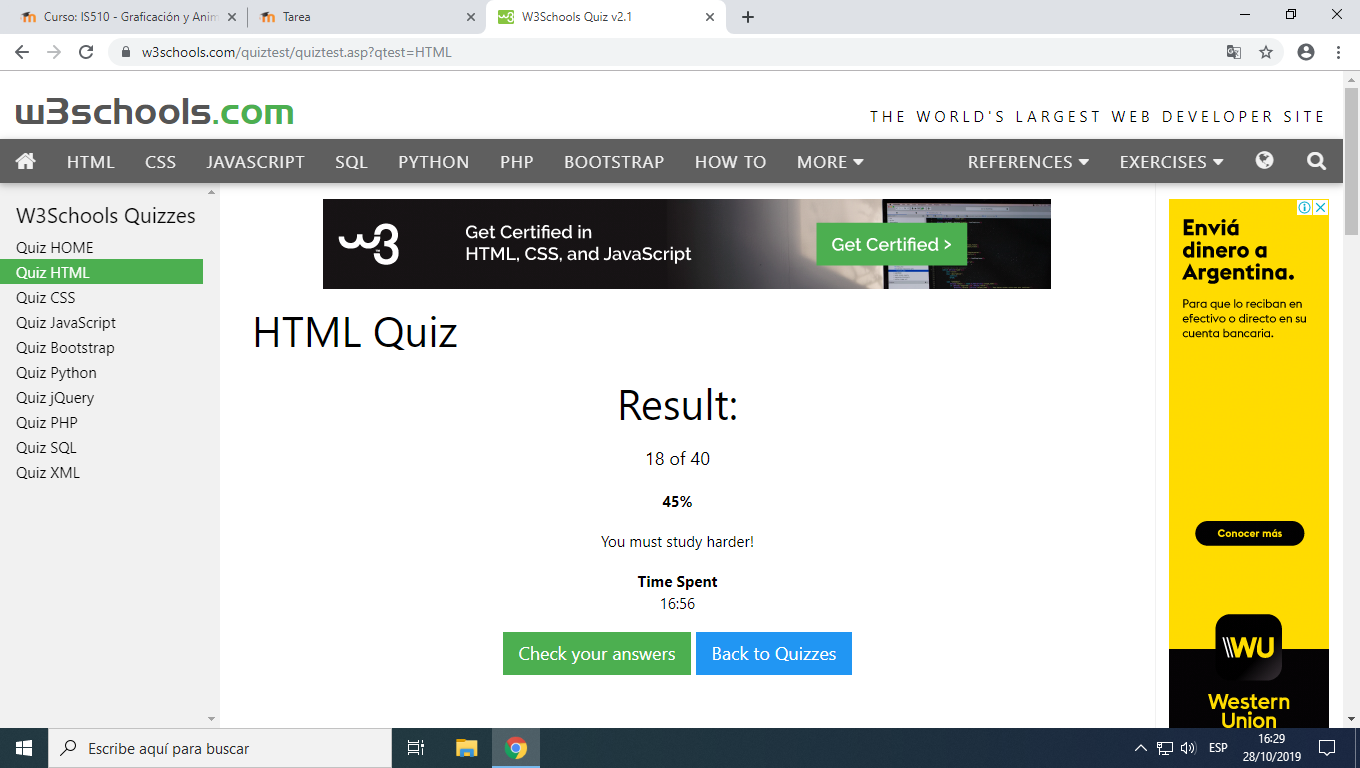 Curso: IS510 - Graficación y Anim
Tarea
W3Schools Quiz v2.1
w3schools.com/quiztest/quiztest.asp?qtest=HTML
w3schools.com
THE WORLD'S LARGEST WEB DEVELOPER SITE
HTML CSS JAVASCRIPT SQL PYTHON PHP BOOTSTRAP HOW TO MORE REFERENCES EXERCISES
W3Schools Quizzes
Quiz HOME
Quiz HTML
Quiz CSS
Quiz JavaScript
Quiz Bootstrap
Quiz Python
Quiz jQuery
Quiz PHP
Quiz SQL
Quiz XML
w3
Get Certified in
HTML, CSS, and JavaScript
Get Certified >
HTML Quiz
Result:
18 of 40
45%
You must study harder!
Time Spent
16:56
Check your answers
Back to Quizzes
Enviá
dinero a
Argentina.
Para que lo reciban en
efectivo o directo en su
cuenta bancaria.
Conocer más
WU
Western
Union
Escribe aquí para buscar
ESP
16:29
28/10/2019